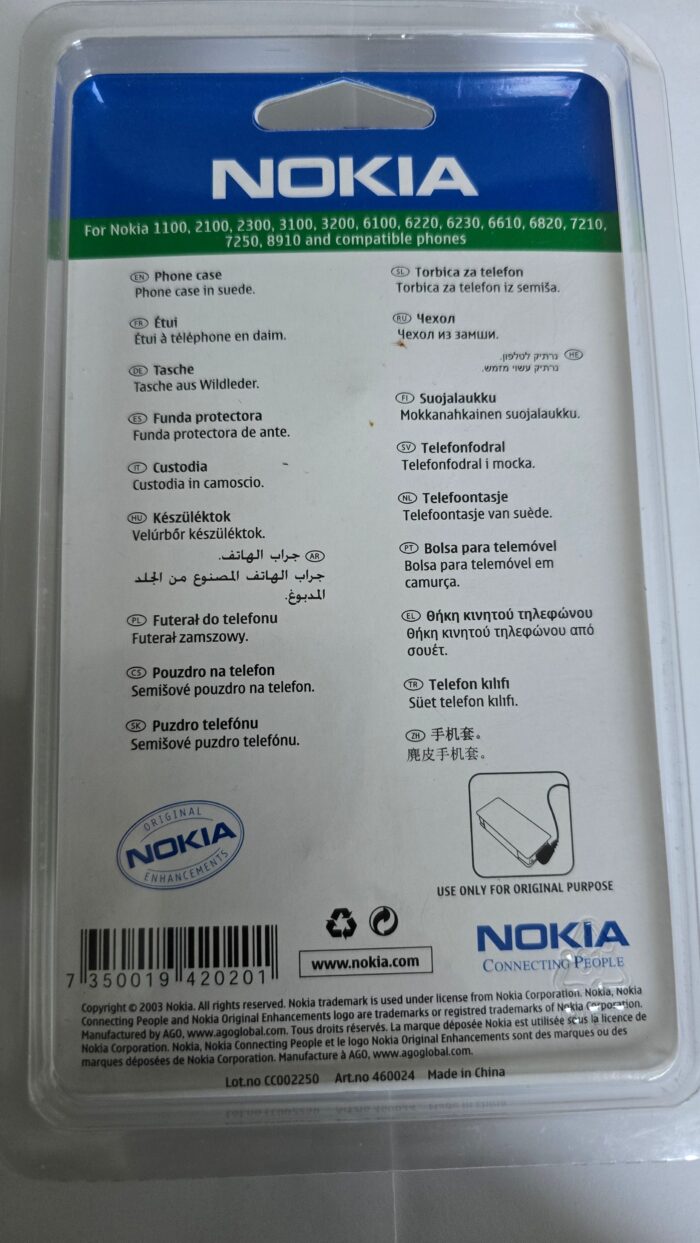 NOKIA
For Nokia 1100, 2100, 2300, 3100, 3200, 6100, 6220, 6230, 6610, 6820, 7210,
7250, 8910 and compatible phones
EN Phone case
Phone case in suede.
FR Étui
Étui à téléphone en daim.
DE Tasche
Tasche aus Wildleder.
ES Funda protectora
Funda protectora de ante.
IT Custodia
Custodia in camoscio.
HU Készüléktok
Velúrbőr készüléktok.
AR جراب الهاتف.
جراب الهاتف المصنوع من الجلد
المدبوغ.
PL Futerał do telefonu
Futerał zamszowy.
CS Pouzdro na telefon
Semišové pouzdro na telefon.
SK Puzdro telefónu
Semišové puzdro telefónu.
SL Torbica za telefon
Torbica za telefon iz semiša.
RU Чехол
Чехол из замши.
HE נרתיק לטלפון.
נרתיק עשוי מזמש.
FI Suojalaukku
Mokkanahkainen suojalaukku.
SV Telefonfodral
Telefonfodral i mocka.
NL Telefoontasje
Telefoontasje van suède.
PT Bolsa para telemóvel
Bolsa para telemóvel em
camurça.
EL Θήκη κινητού τηλεφώνου
Θήκη κινητού τηλεφώνου από
σουέτ.
TR Telefon kılıfı
Süet telefon kılıfı.
ZH 手机套。
麂皮手机套。
ORIGINAL
NOKIA
ENHANCEMENTS
USE ONLY FOR ORIGINAL PURPOSE
7 350019 420201
www.nokia.com
NOKIA
CONNECTING PEOPLE
Copyright © 2003 Nokia. All rights reserved. Nokia trademark is used under license from Nokia Corporation. Nokia, Nokia
Connecting People and Nokia Original Enhancements logo are trademarks or registred trademarks of Nokia Corporation.
Manufactured by AGO, www.agoglobal.com. Tous droits réservés. La marque déposée Nokia est utilisée sous la licence de
Nokia Corporation. Nokia, Nokia Connecting People et le logo Nokia Original Enhancements sont des marques ou des
marques déposées de Nokia Corporation. Manufacture à AGO, www.agoglobal.com.
Lot.no CC002250 Art.no 460024 Made in China